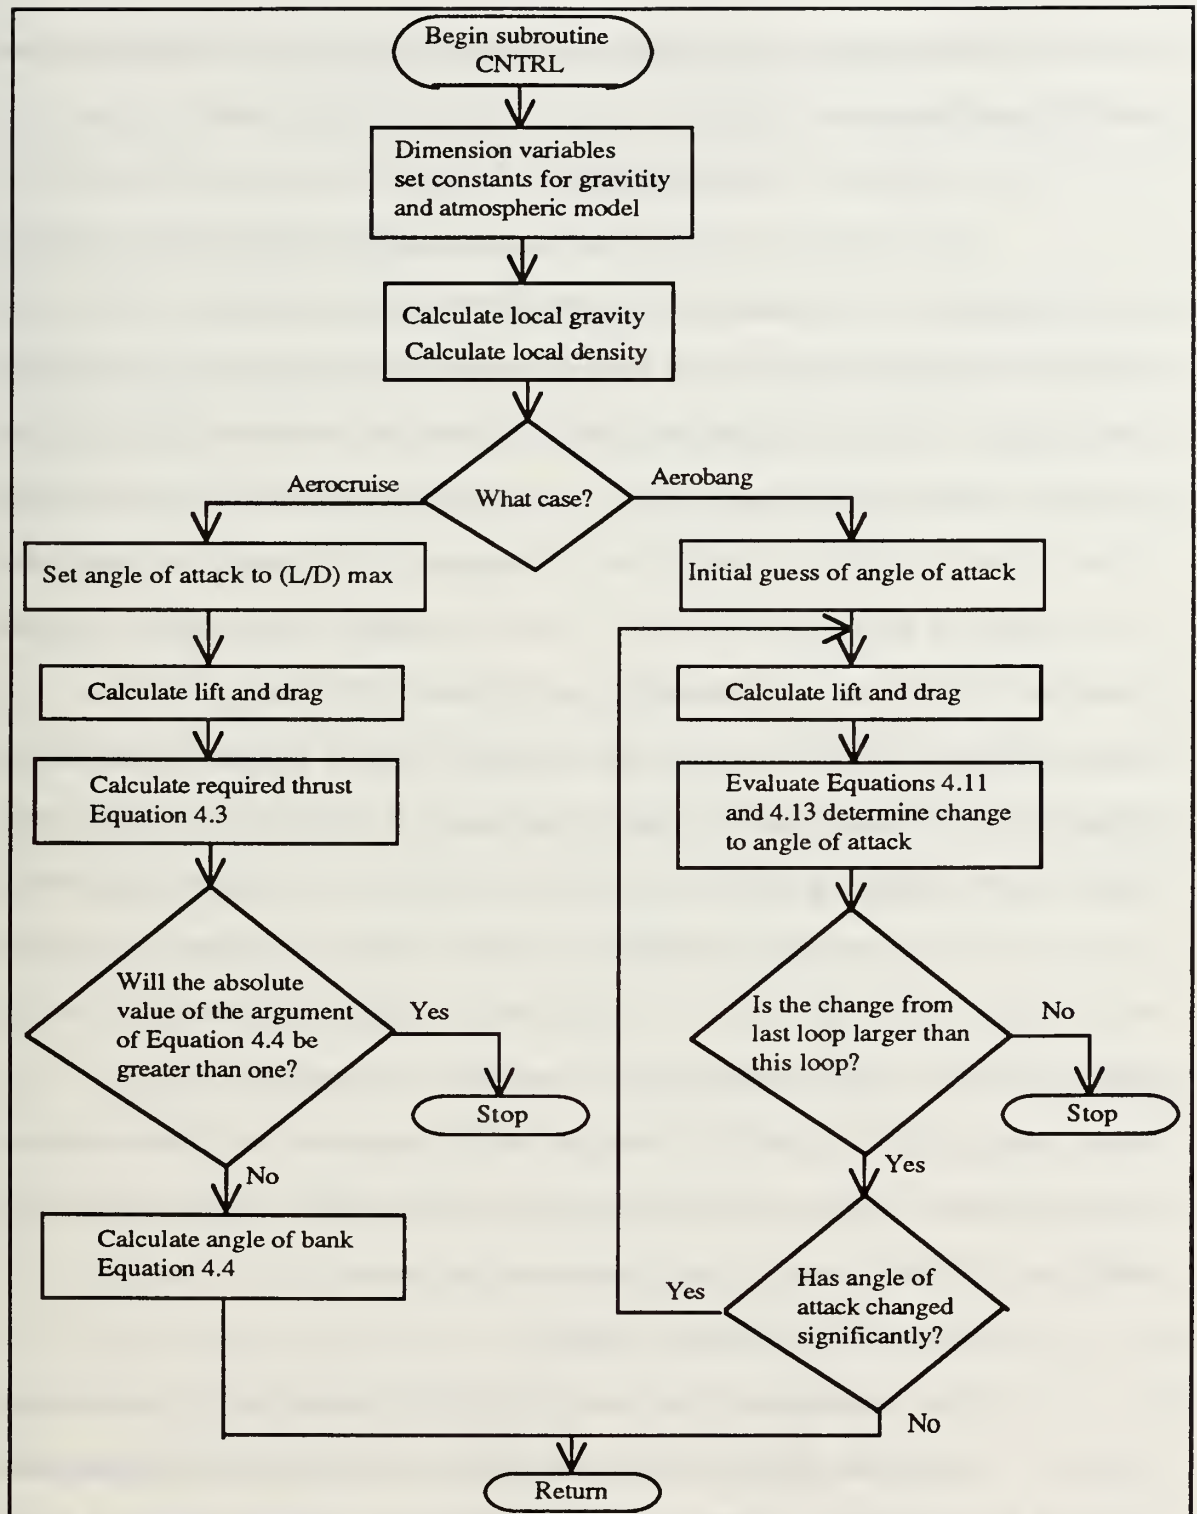 Begin subroutine
CNTRL
Dimension variables
set constants for gravitity
and atmospheric model
Calculate local gravity
Calculate local density
What case?
Aerocruise
Aerobang
Set angle of attack to (L/D) max
Calculate lift and drag
Calculate required thrust
Equation 4.3
Will the absolute
value of the argument
of Equation 4.4 be
greater than one?
Yes
Stop
No
Calculate angle of bank
Equation 4.4
Initial guess of angle of attack
Calculate lift and drag
Evaluate Equations 4.11
and 4.13 determine change
to angle of attack
Is the change from
last loop larger than
this loop?
No
Stop
Yes
Has angle of
attack changed
significantly?
Yes
No
Return